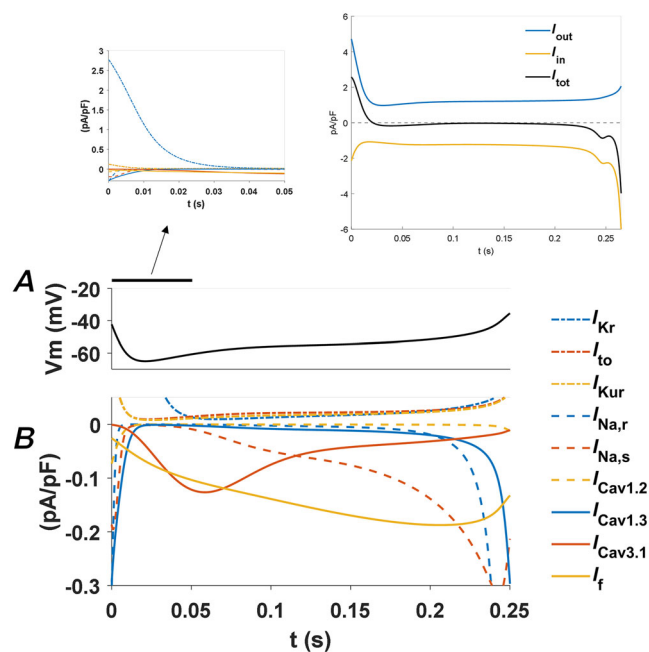 3
2.5
2
1.5
1
0.5
0
(pA/pF)
0
0.01
0.02
0.03
0.04
0.05
t (s)
6
4
2
0
-2
-4
-6
pA/pF
I_out
I_in
I_tot
0
0.05
0.1
0.15
0.2
0.25
t (s)
A
-20
-40
-60
Vm (mV)
B
0
-0.1
-0.2
-0.3
(pA/pF)
0
0.05
0.1
0.15
0.2
0.25
t (s)
I_Kr
I_to
I_Kur
I_Na,r
I_Na,s
I_Cav1.2
I_Cav1.3
I_Cav3.1
I_f